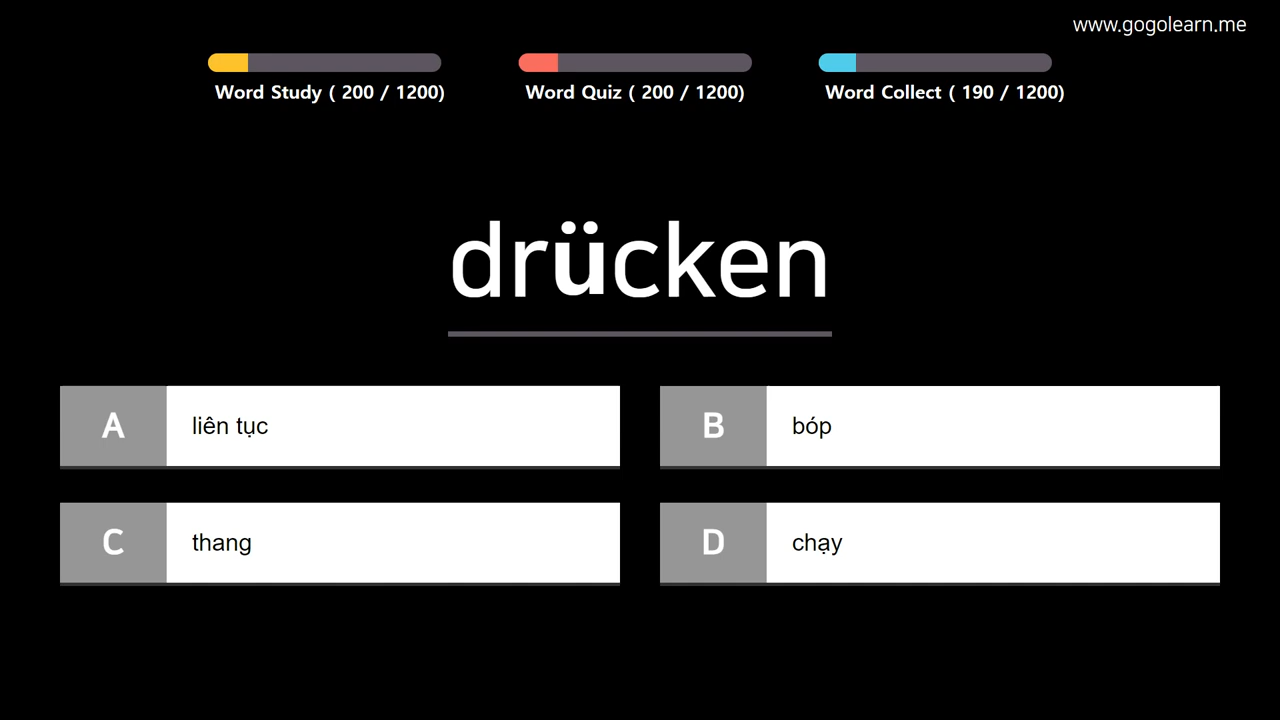 www.gogolearn.me
Word Study ( 200 / 1200)
Word Quiz ( 200 / 1200)
Word Collect ( 190 / 1200)
drücken
A liên tục
B bóp
C thang
D chạy